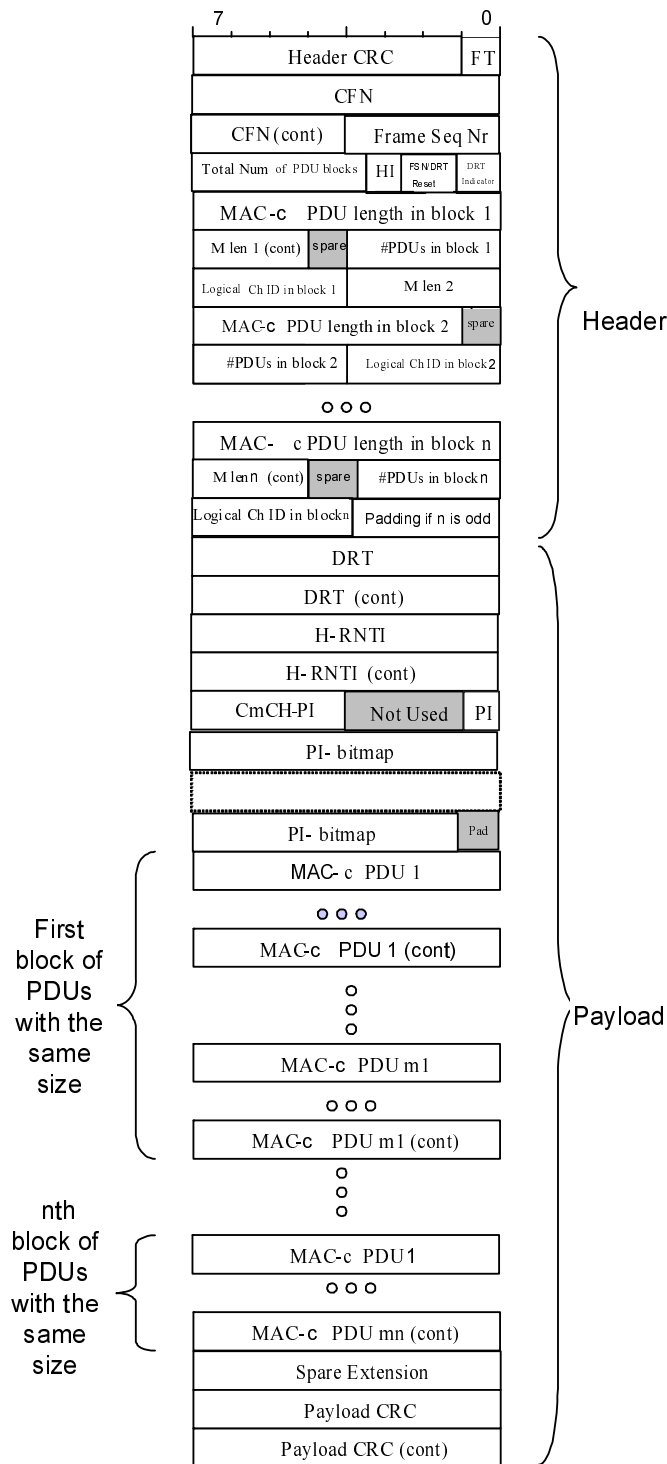 7 0
Header CRC FT
CFN
CFN (cont) Frame Seq Nr
Total Num of PDU blocks HI FSN/DRT Reset DRT Indicator
MAC-c PDU length in block 1
M len 1 (cont) spare #PDUs in block 1
Logical Ch ID in block 1 M len 2
MAC-c PDU length in block 2 spare
#PDUs in block 2 Logical Ch ID in block 2
Header
MAC- c PDU length in block n
M len n (cont) spare #PDUs in block n
Logical Ch ID in block n Padding if n is odd
DRT
DRT (cont)
H-RNTI
H-RNTI (cont)
CmCH-PI Not Used PI
PI- bitmap
PI- bitmap Pad
MAC- c PDU 1
First
block of
PDUs
with the
same
size
MAC-c PDU 1 (cont)
Payload
MAC-c PDU m1
MAC-c PDU m1 (cont)
nth
block of
PDUs
with the
same
size
MAC-c PDU1
MAC-c PDU mn (cont)
Spare Extension
Payload CRC
Payload CRC (cont)